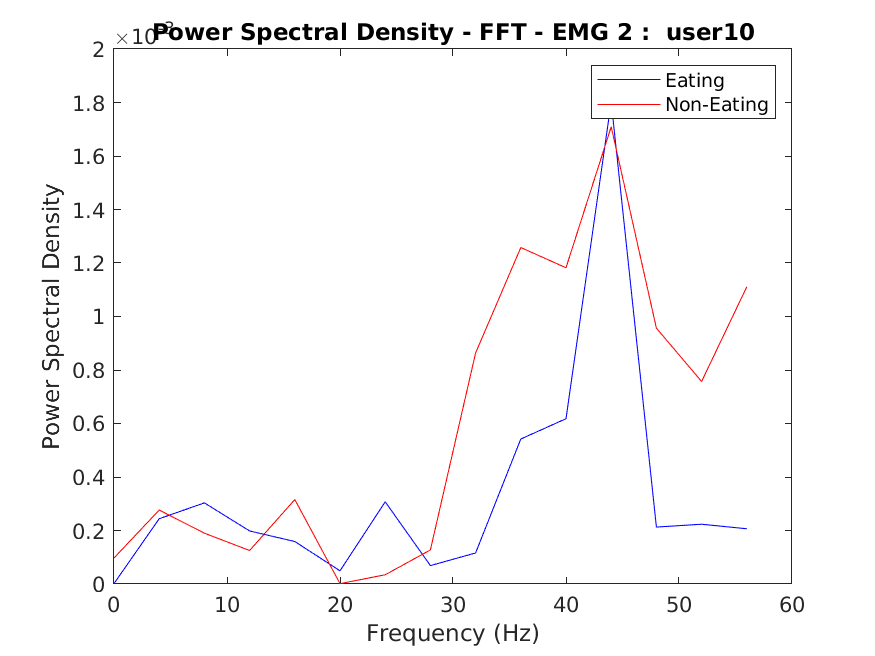 Power Spectral Density - FFT - EMG 2 :  user10
×10
2
1.8
1.6
1.4
1.2
1
0.8
0.6
0.4
0.2
0
Power Spectral Density
Eating
Non-Eating
0 10 20 30 40 50 60
Frequency (Hz)